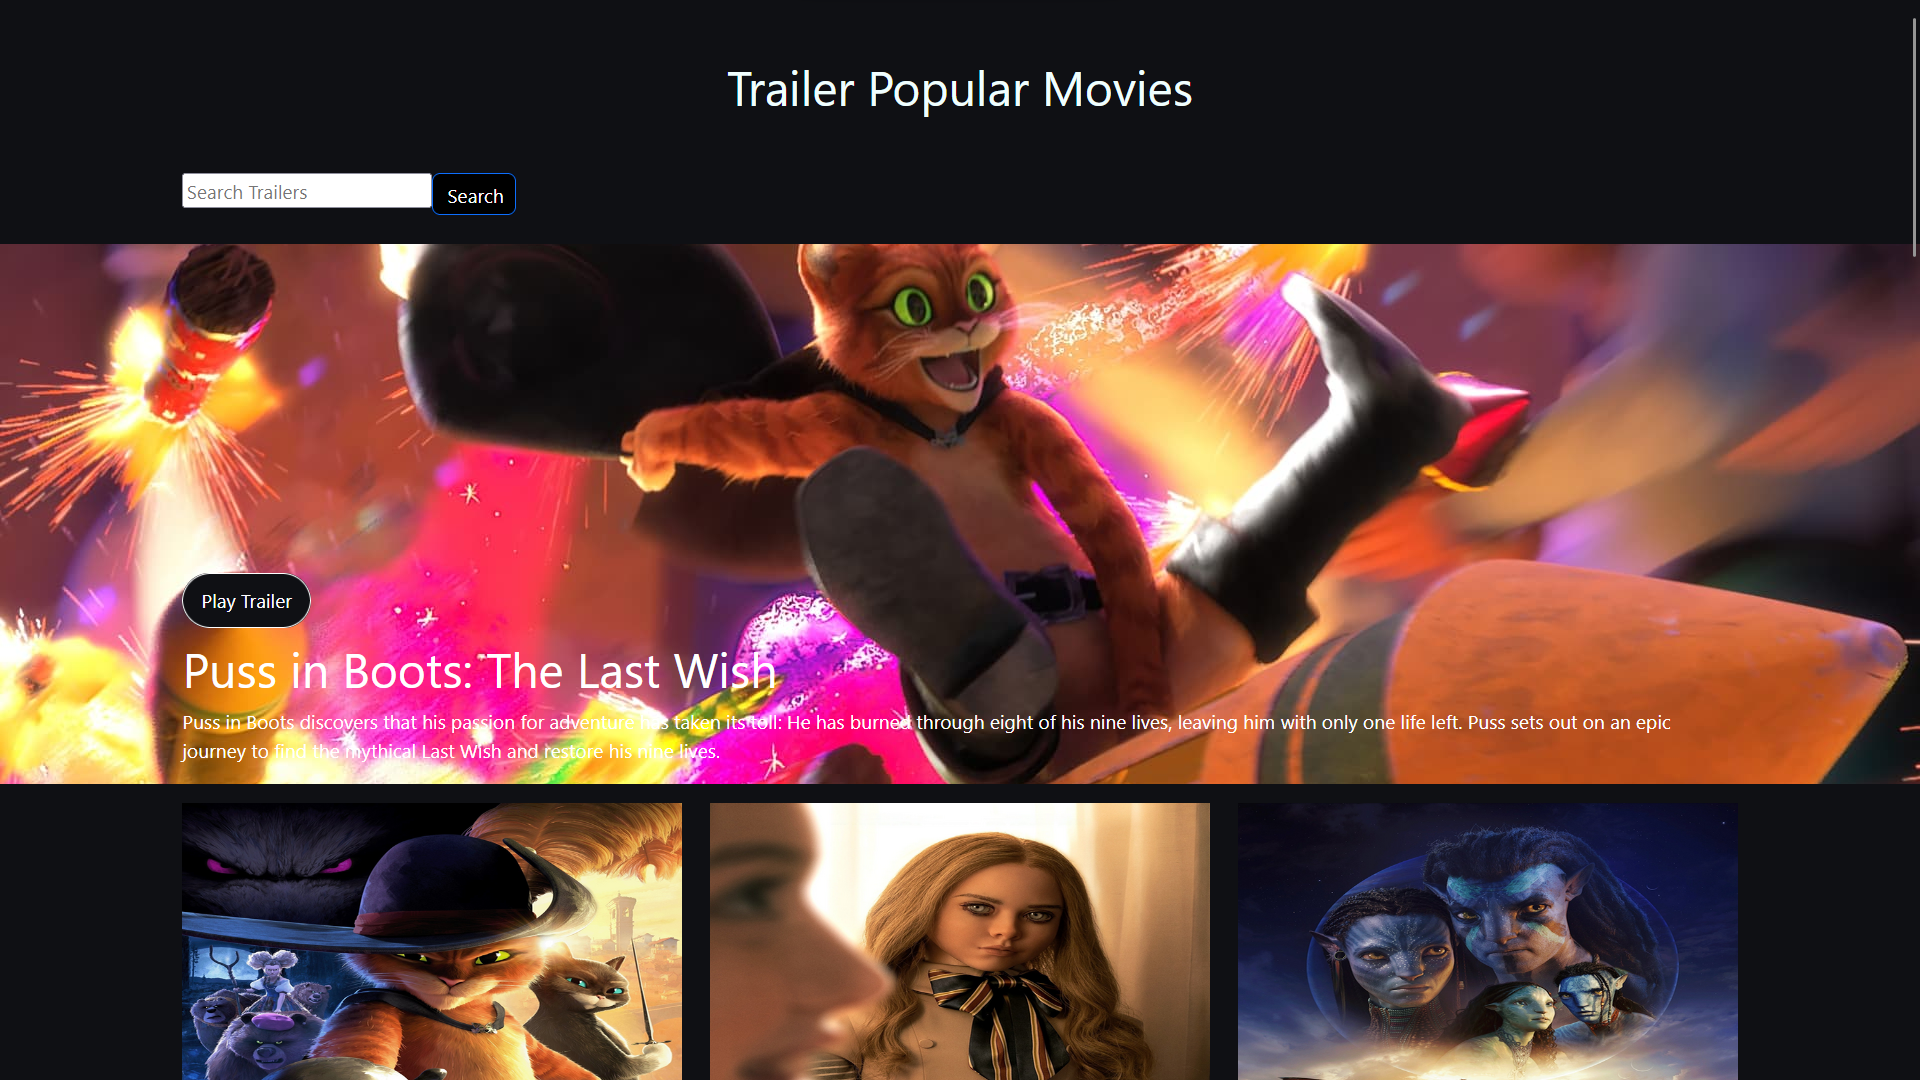 Trailer Popular Movies
Search Trailers
Search
Play Trailer
Puss in Boots: The Last Wish
Puss in Boots discovers that his passion for adventure has taken its toll: He has burned through eight of his nine lives, leaving him with only one life left. Puss sets out on an epic
journey to find the mythical Last Wish and restore his nine lives.